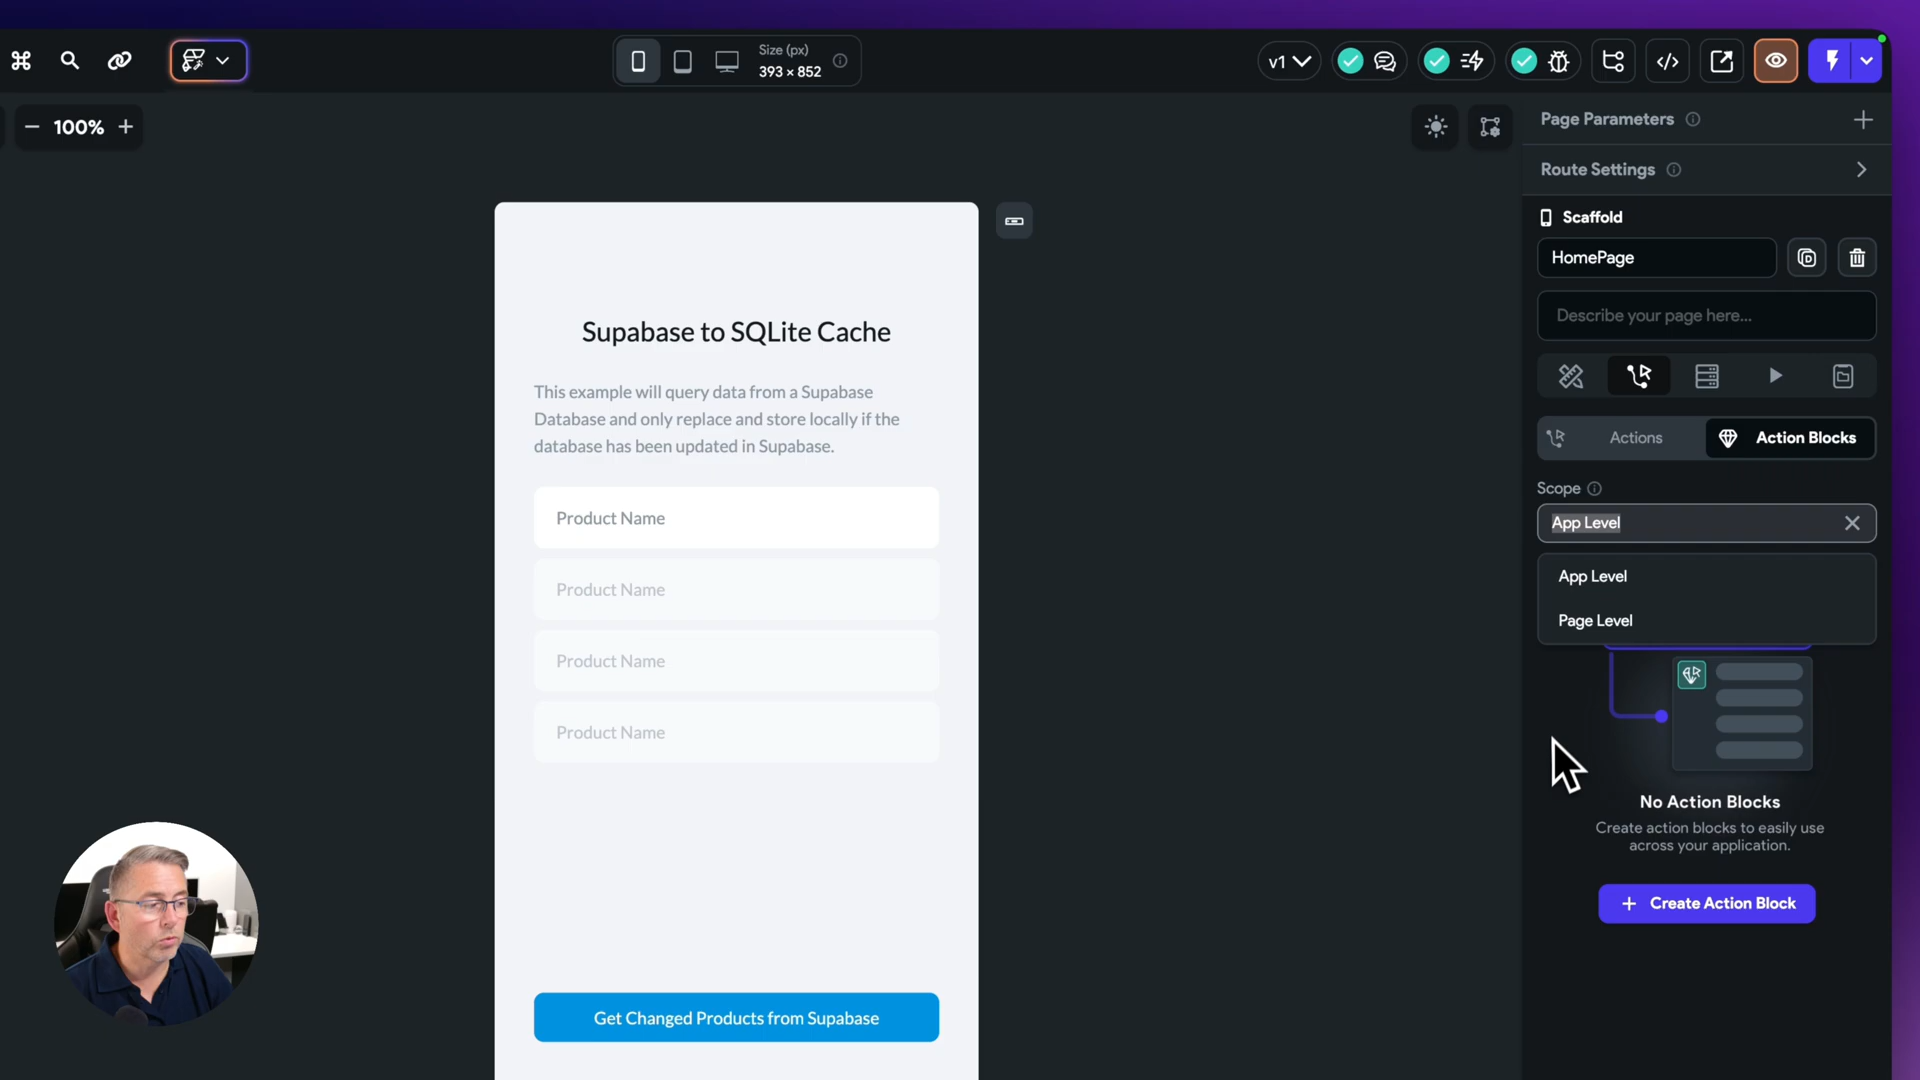 Size (px)
393 × 852
v1
100%
Page Parameters
Route Settings
Scaffold
HomePage
Describe your page here...
Actions
Action Blocks
Scope
App Level
App Level
Page Level
No Action Blocks
Create action blocks to easily use
across your application.
+ Create Action Block
Supabase to SQLite Cache
This example will query data from a Supabase
Database and only replace and store locally if the
database has been updated in Supabase.
Product Name
Product Name
Product Name
Product Name
Get Changed Products from Supabase